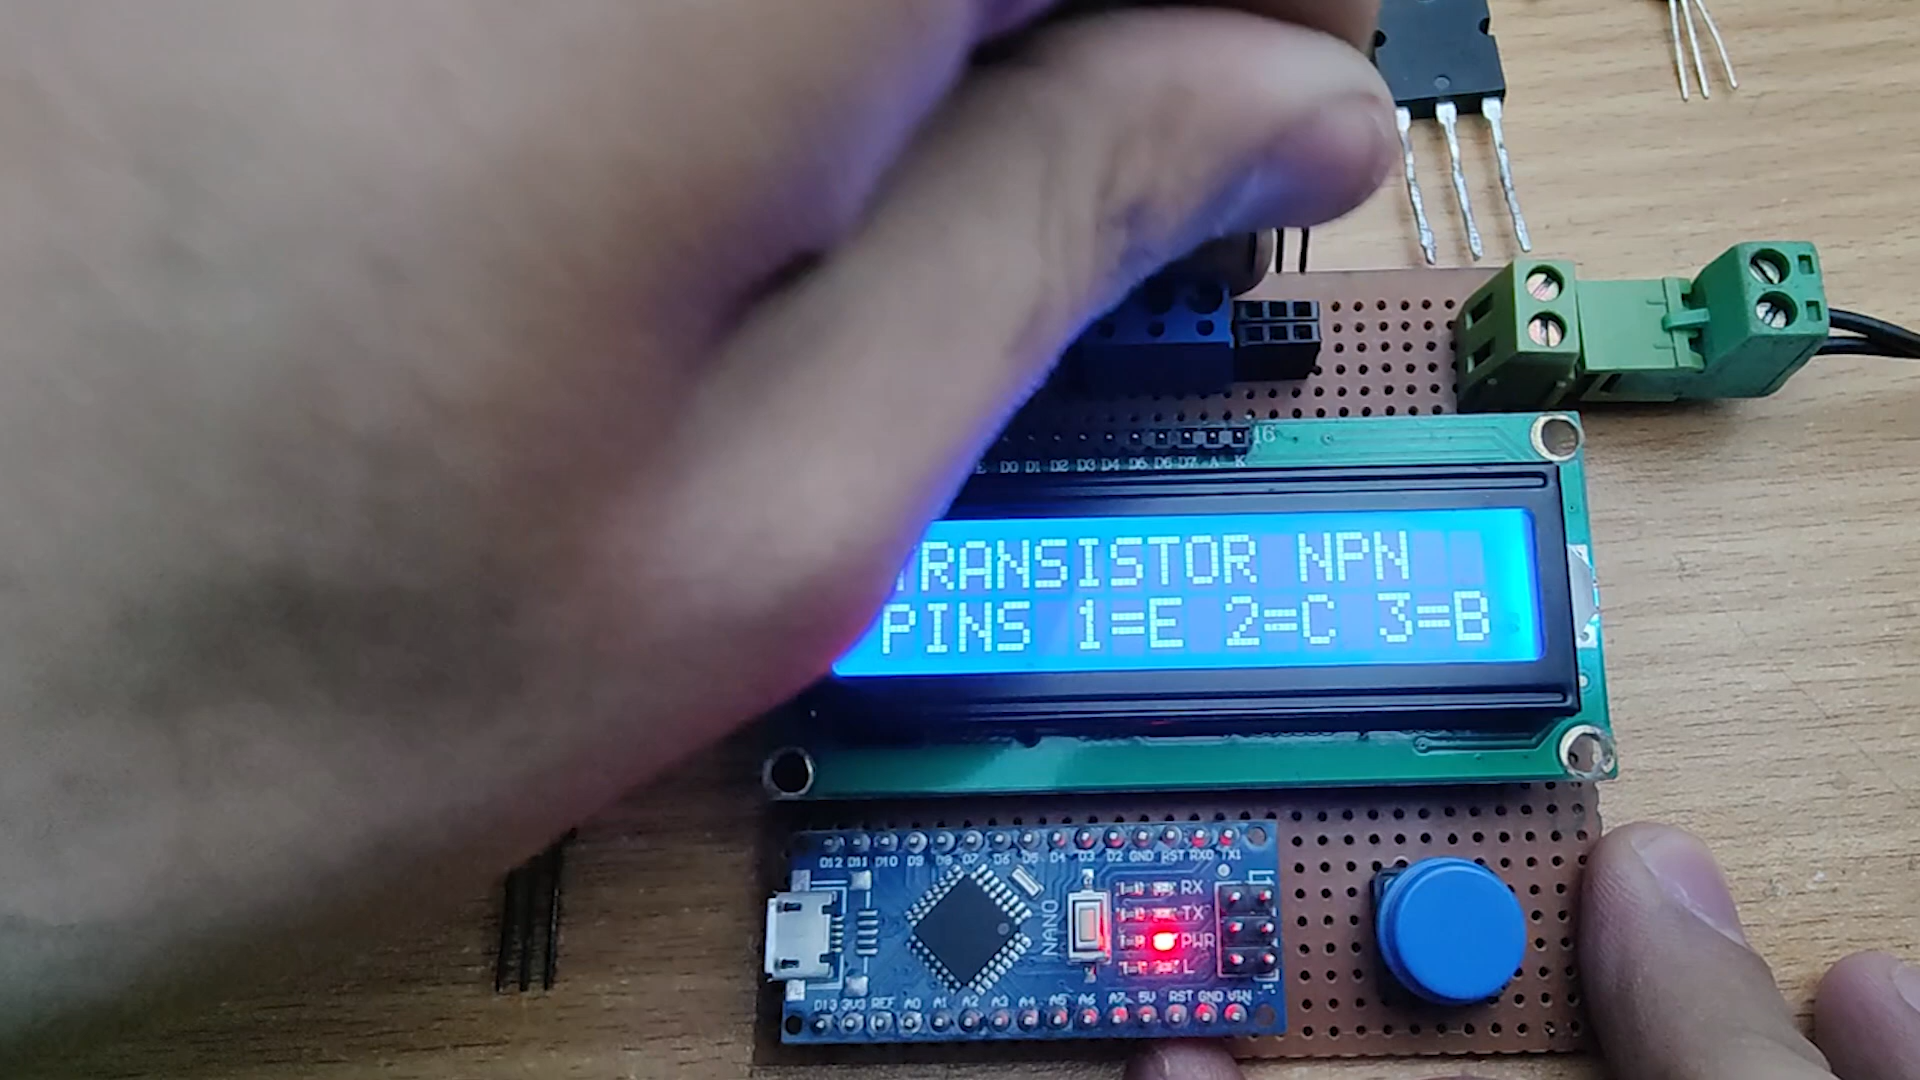 16
E D0 D1 D2 D3 D4 D5 D6 D7 A K
TRANSISTOR NPN
PINS 1=E 2=C 3=B
D12 D11 D10 D9 D8 D7 D6 D5 D4 D3 D2 GND RST RX0 TX1
RX
TX
PWR
L
NANO
D13 3V3 REF A0 A1 A2 A3 A4 A5 A6 A7 5V RST GND VIN